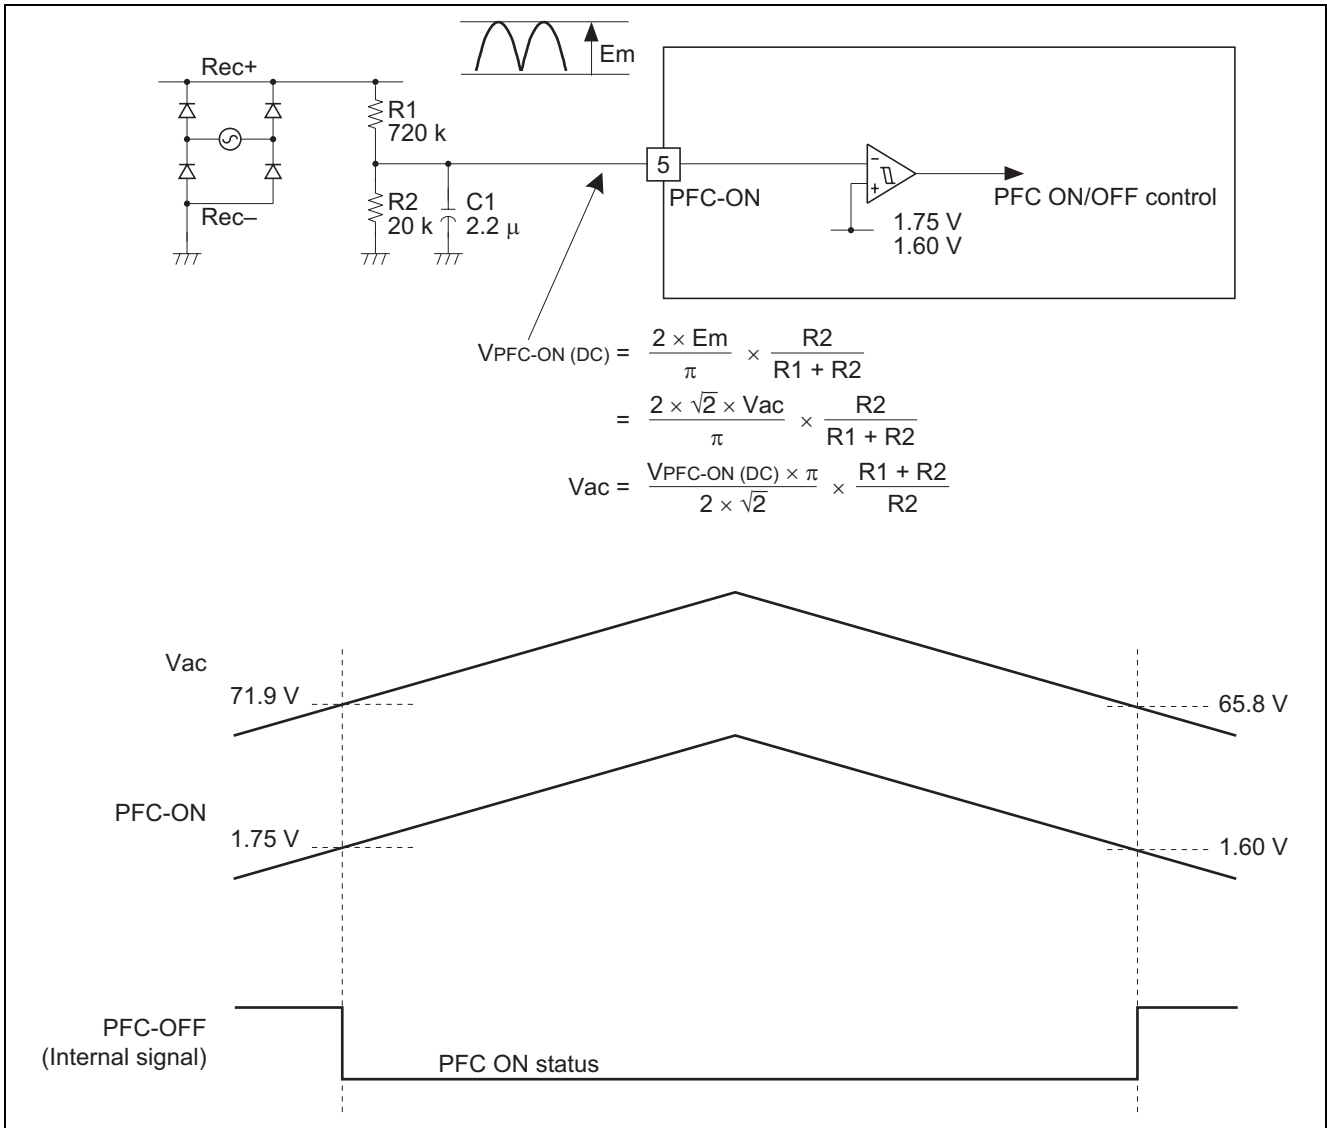 Em
Rec+
R1
720 k
5
PFC-ON
−
+
PFC ON/OFF control
1.75 V
1.60 V
Rec–
R2
20 k
C1
2.2 μ
VPFC-ON (DC) = 2 × Em / π × R2 / R1 + R2
= 2 × √2 × Vac / π × R2 / R1 + R2
Vac = VPFC-ON (DC) × π / 2 × √2 × R1 + R2 / R2
Vac
71.9 V
65.8 V
PFC-ON
1.75 V
1.60 V
PFC-OFF
(Internal signal)
PFC ON status